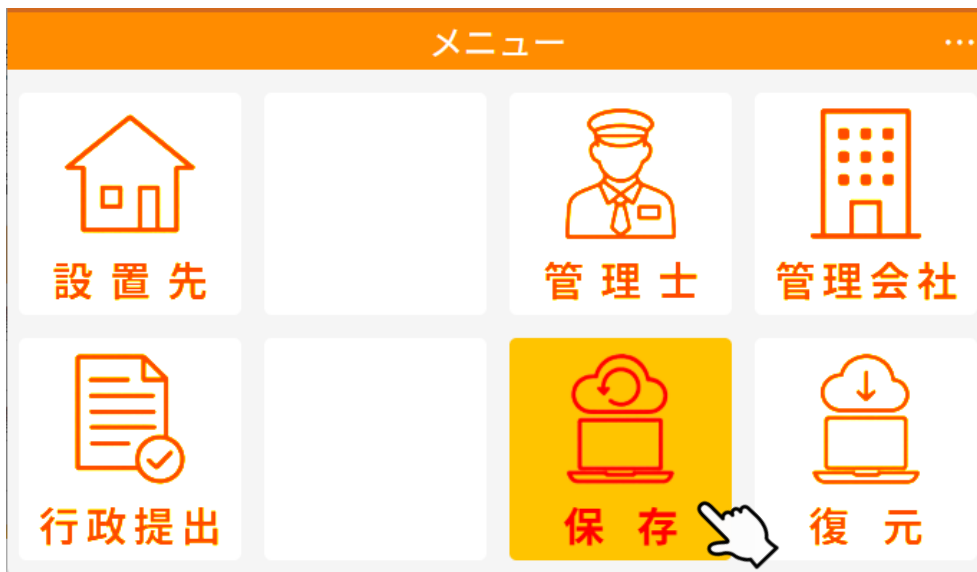 メニュー
設置先
管理士
管理会社
行政提出
保存
復元